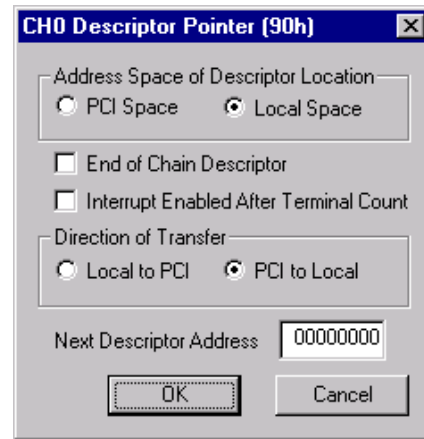 CH0 Descriptor Pointer (90h)
Address Space of Descriptor Location
PCI Space Local Space
End of Chain Descriptor
Interrupt Enabled After Terminal Count
Direction of Transfer
Local to PCI PCI to Local
Next Descriptor Address 00000000
OK Cancel